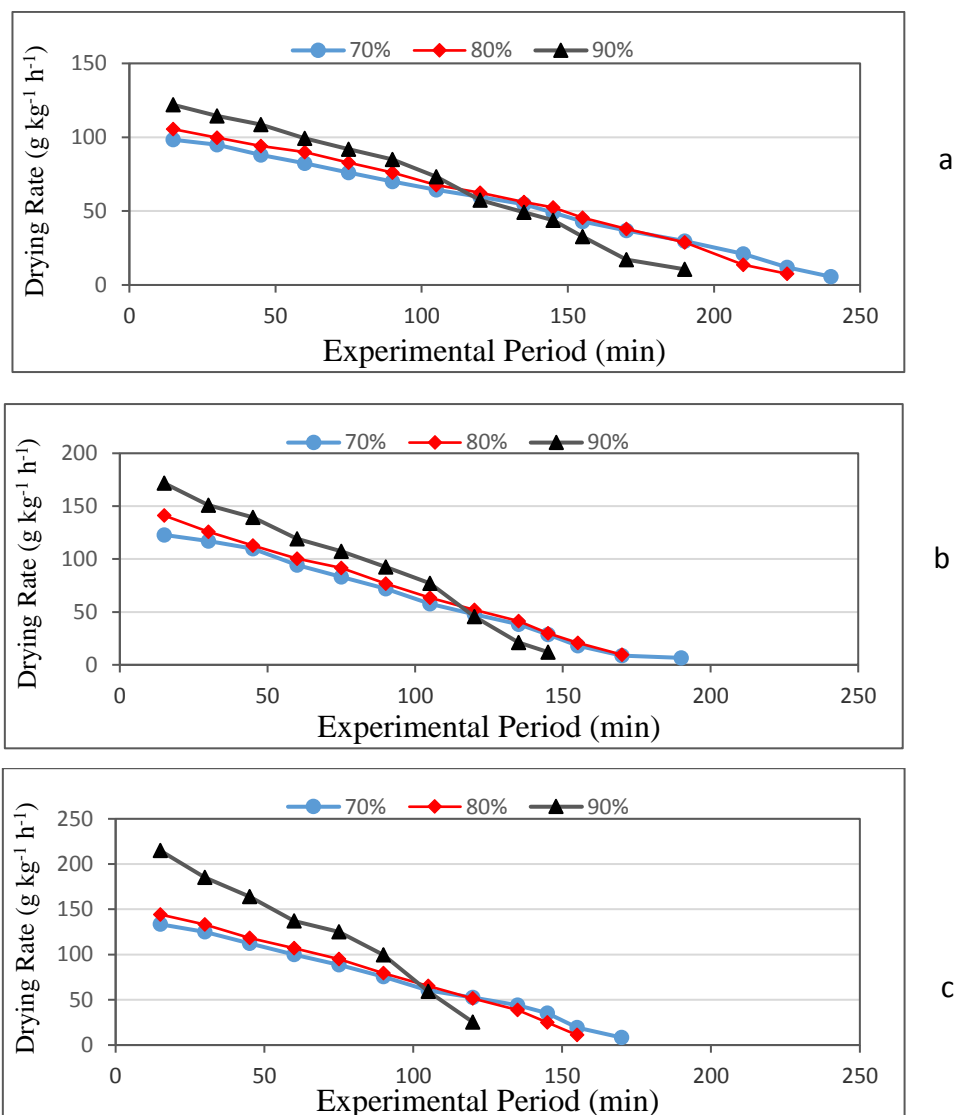 70% 80% 90%
150
100
50
0
0 50 100 150 200 250
Drying Rate (g kg-1 h-1)
Experimental Period (min)
a
70% 80% 90%
200
150
100
50
0
0 50 100 150 200 250
Drying Rate (g kg-1 h-1)
Experimental Period (min)
b
70% 80% 90%
250
200
150
100
50
0
0 50 100 150 200 250
Drying Rate (g kg-1 h-1)
Experimental Period (min)
c